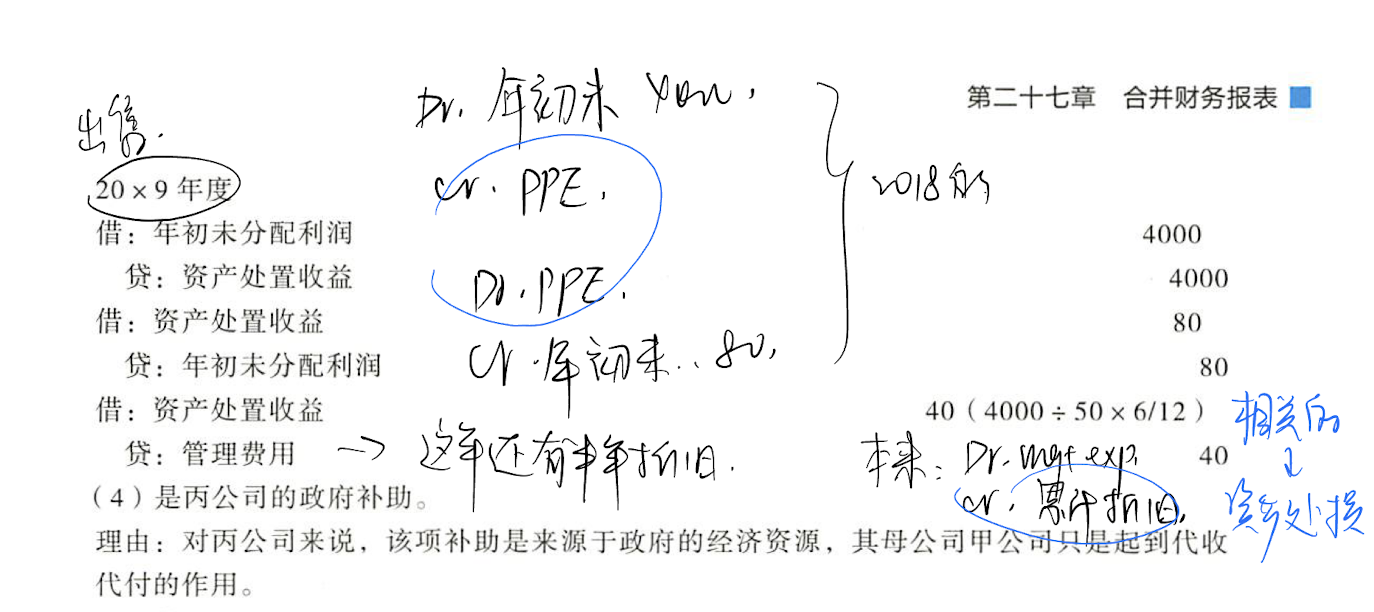 第二十七章 合并财务报表
出售.
Dr. 年初未 4000.
20×9 年度
Cr. PPE.
2018的
借：年初未分配利润 4000
贷：资产处置收益 4000
Dr. PPE.
借：资产处置收益 80
贷：年初未分配利润 80
Cr. 年初未.. 80.
借：资产处置收益 40（4000÷50×6/12）
相关的
贷：管理费用 40
→ 这年还有半年折旧.
本来: Dr. mgt exp.
Cr. 累计折旧.
↓
资产处损
（4）是丙公司的政府补助。
理由：对丙公司来说，该项补助是来源于政府的经济资源，其母公司甲公司只是起到代收
代付的作用。